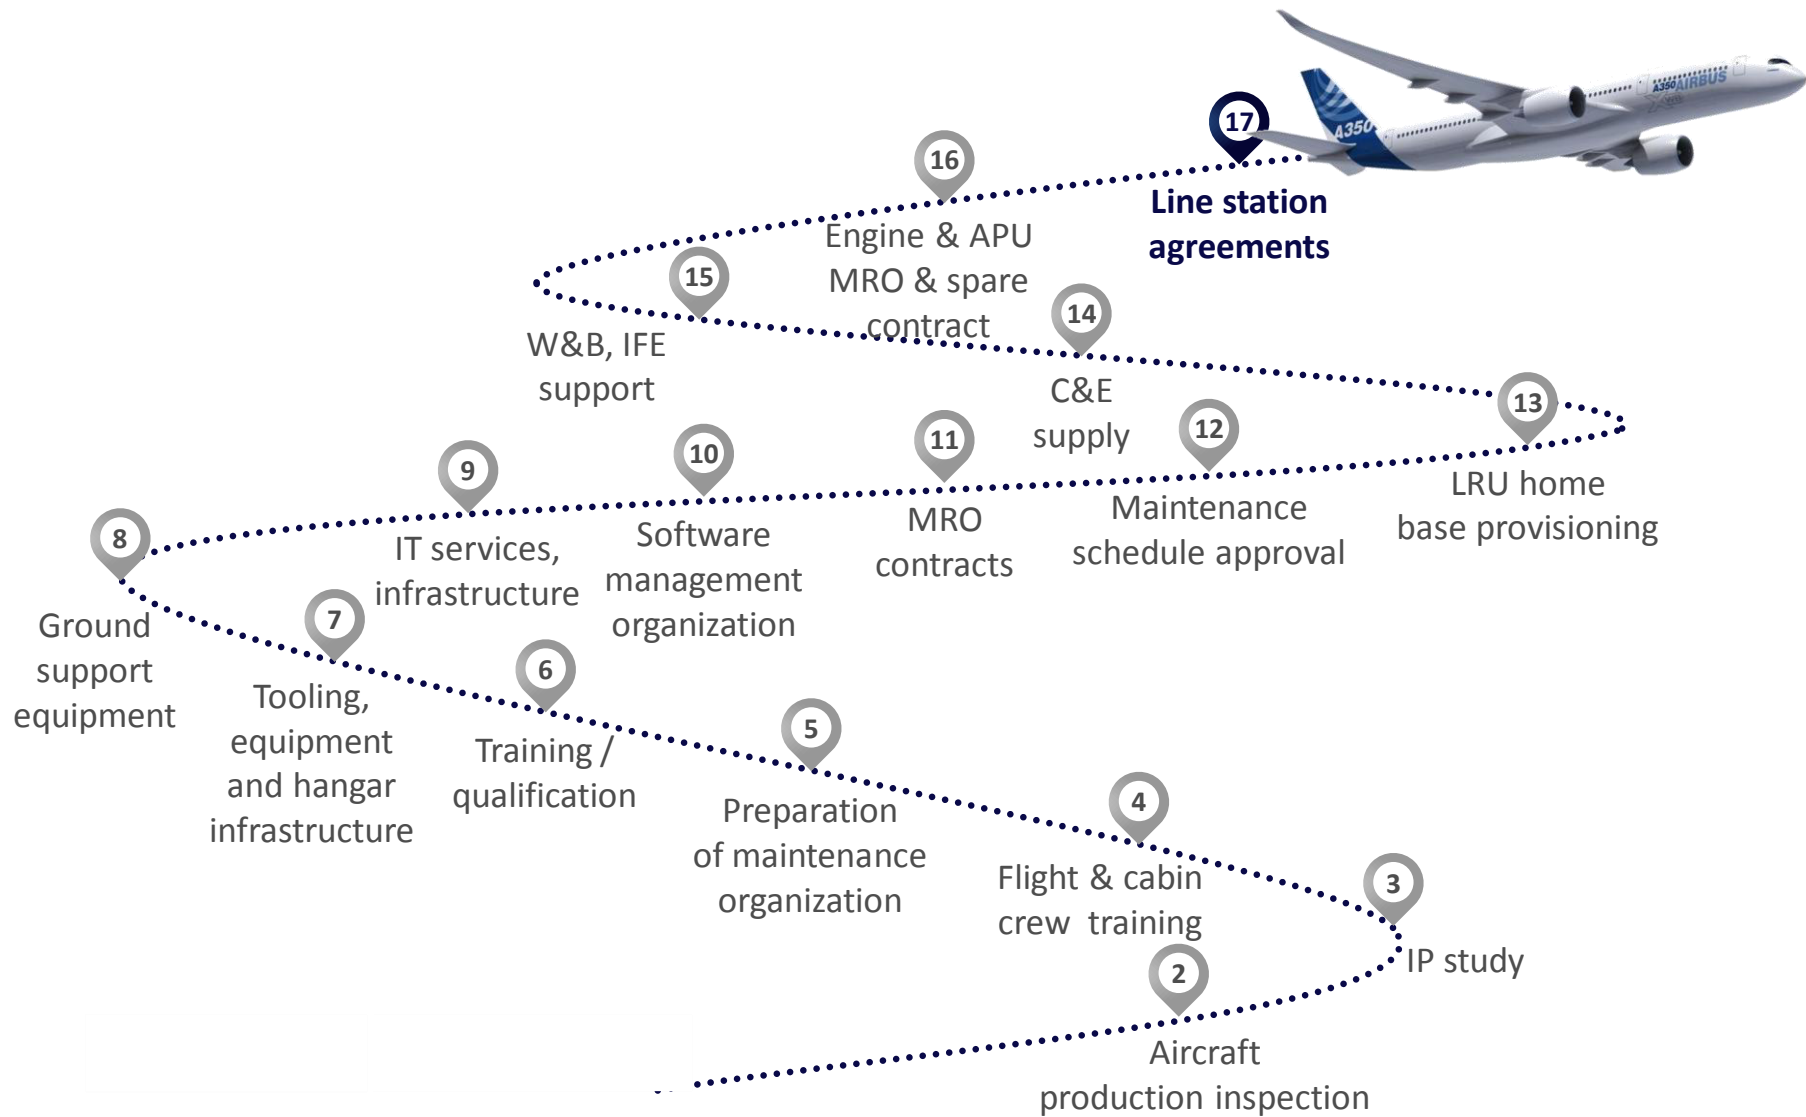 A350 AIRBUS
A350
17
Line station
agreements
16
Engine & APU
MRO & spare
contract
15
W&B, IFE
support
14
C&E
supply
13
LRU home
base provisioning
12
Maintenance
schedule approval
11
MRO
contracts
10
Software
management
organization
9
IT services,
infrastructure
8
Ground
support
equipment
7
Tooling,
equipment
and hangar
infrastructure
6
Training /
qualification
5
Preparation
of maintenance
organization
4
Flight & cabin
crew training
3
IP study
2
Aircraft
production inspection